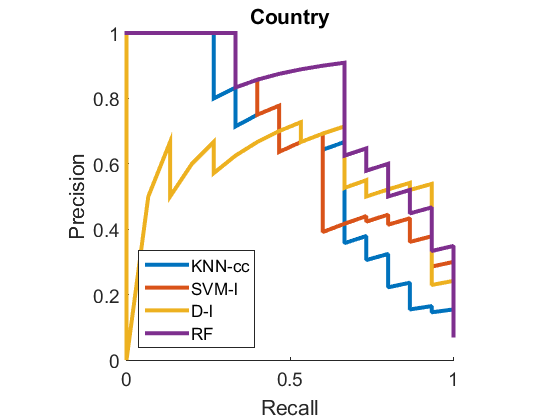 Country
1
0.8
0.6
0.4
0.2
0
Precision
KNN-cc
SVM-I
D-I
RF
0 0.5 1
Recall